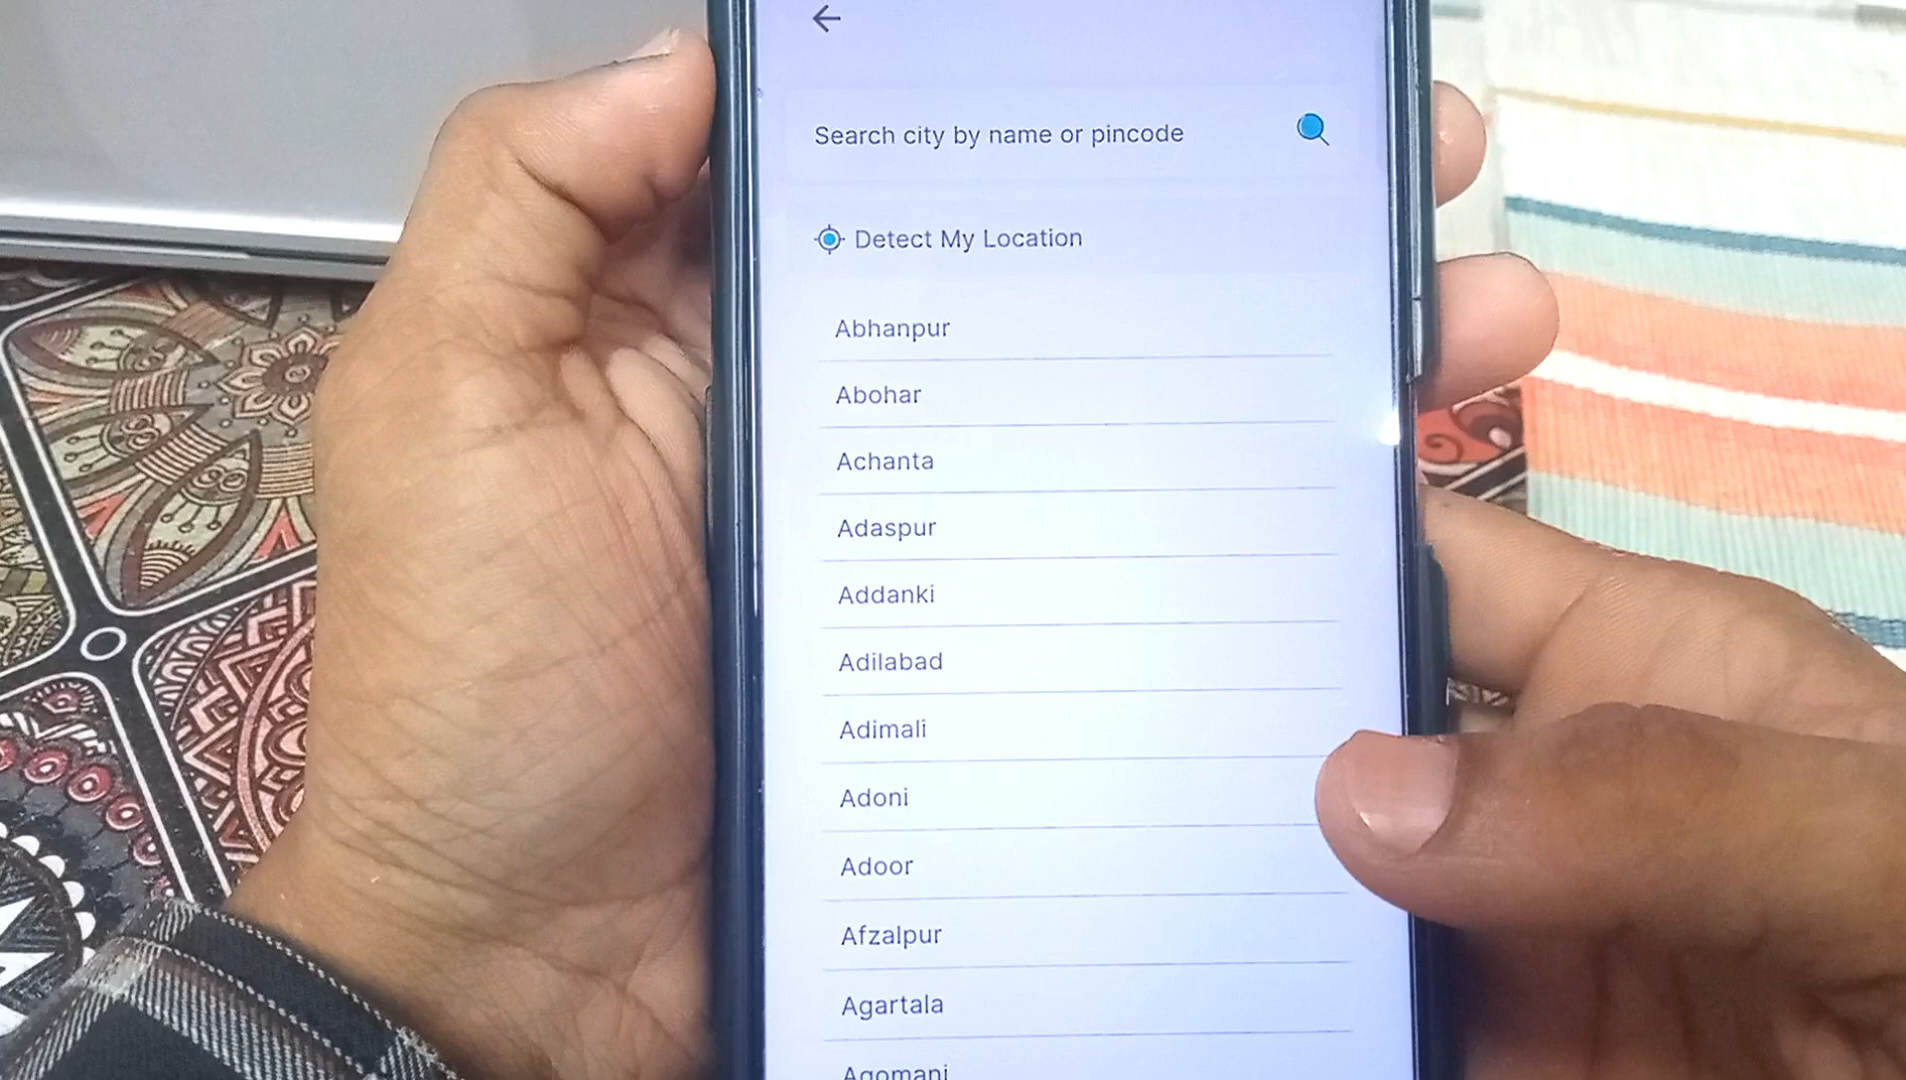 Search city by name or pincode
Detect My Location
Abhanpur
Abohar
Achanta
Adaspur
Addanki
Adilabad
Adimali
Adoni
Adoor
Afzalpur
Agartala
Agomani